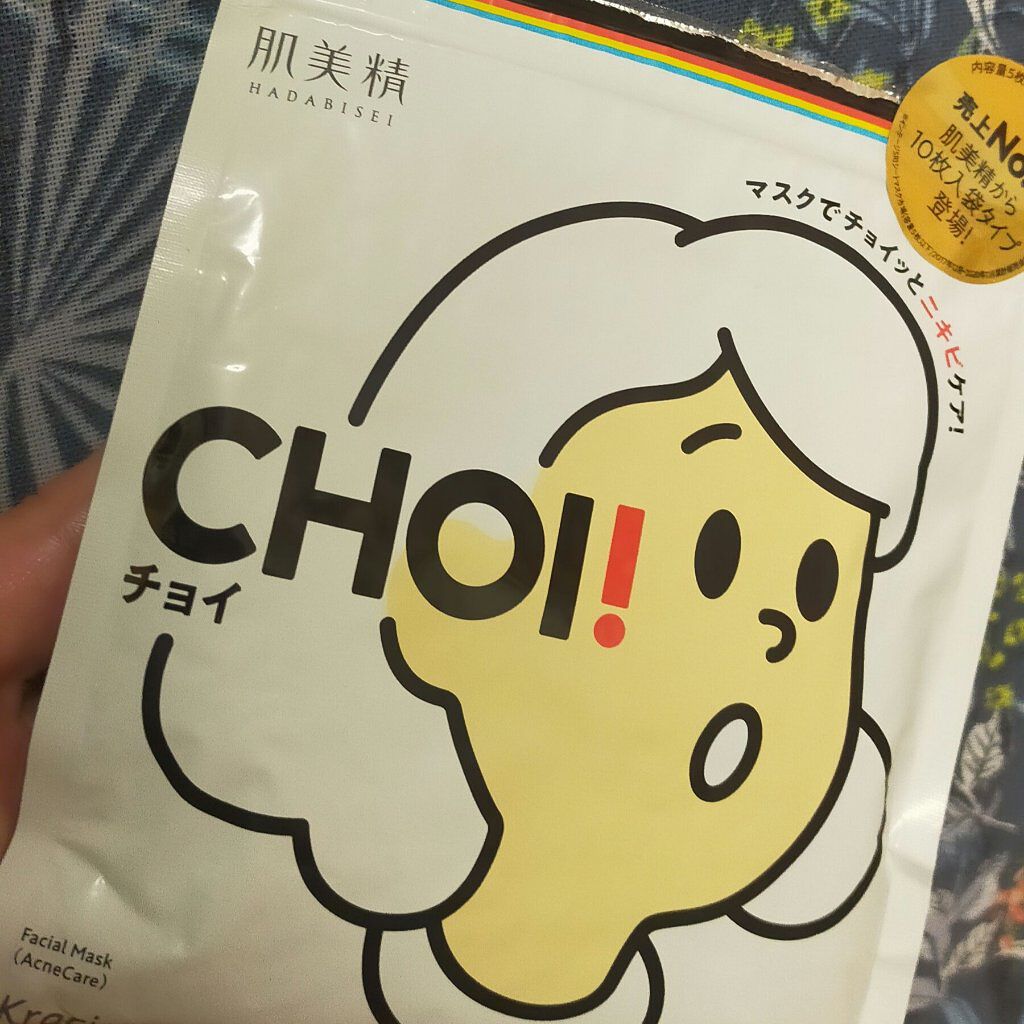 肌美精
HADABISEI
内容量5枚
売上No.
肌美精から
10枚入袋タイプ
登場!
マスクでチョイッとニキビケア!
CHOI!
チョイ
Facial Mask
(AcneCare)